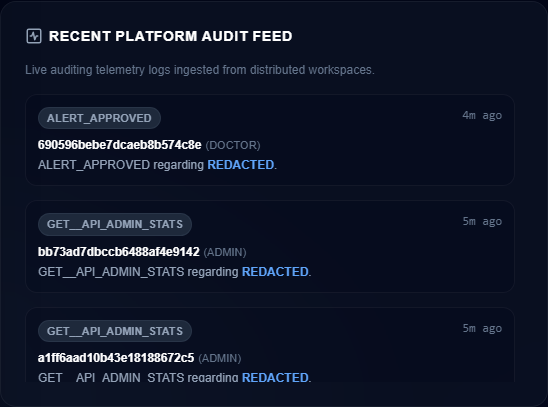 RECENT PLATFORM AUDIT FEED
Live auditing telemetry logs ingested from distributed workspaces.
ALERT_APPROVED 4m ago
690596bebe7dcaeb8b574c8e (DOCTOR)
ALERT_APPROVED regarding REDACTED.
GET__API_ADMIN_STATS 5m ago
bb73ad7dbccb6488af4e9142 (ADMIN)
GET__API_ADMIN_STATS regarding REDACTED.
GET__API_ADMIN_STATS 5m ago
a1ff6aad10b43e18188672c5 (ADMIN)
GET__API_ADMIN_STATS regarding REDACTED.